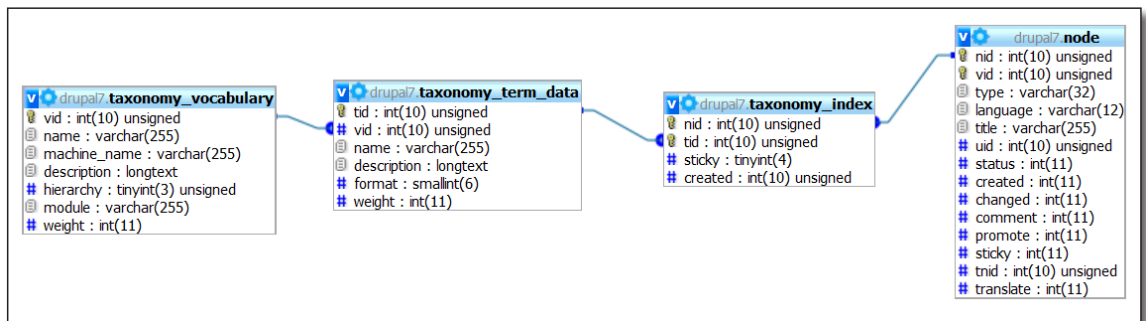 drupal7.taxonomy_vocabulary
vid : int(10) unsigned
name : varchar(255)
machine_name : varchar(255)
description : longtext
# hierarchy : tinyint(3) unsigned
module : varchar(255)
# weight : int(11)
drupal7.taxonomy_term_data
tid : int(10) unsigned
# vid : int(10) unsigned
name : varchar(255)
description : longtext
# format : smallint(6)
# weight : int(11)
drupal7.taxonomy_index
nid : int(10) unsigned
tid : int(10) unsigned
# sticky : tinyint(4)
# created : int(10) unsigned
drupal7.node
nid : int(10) unsigned
vid : int(10) unsigned
type : varchar(32)
language : varchar(12)
title : varchar(255)
# uid : int(10) unsigned
# status : int(11)
# created : int(11)
# changed : int(11)
# comment : int(11)
# promote : int(11)
# sticky : int(11)
# tnid : int(10) unsigned
# translate : int(11)